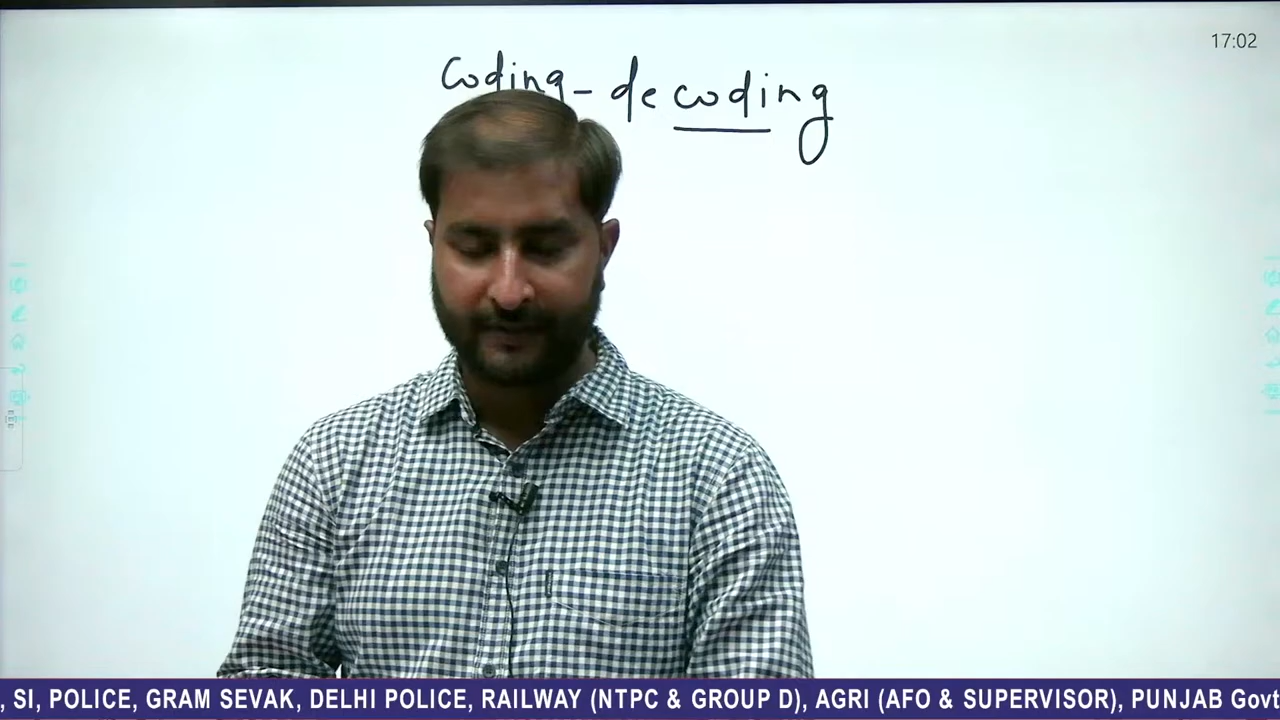 17:02
Coding - decoding
, SI, POLICE, GRAM SEVAK, DELHI POLICE, RAILWAY (NTPC & GROUP D), AGRI (AFO & SUPERVISOR), PUNJAB Govt